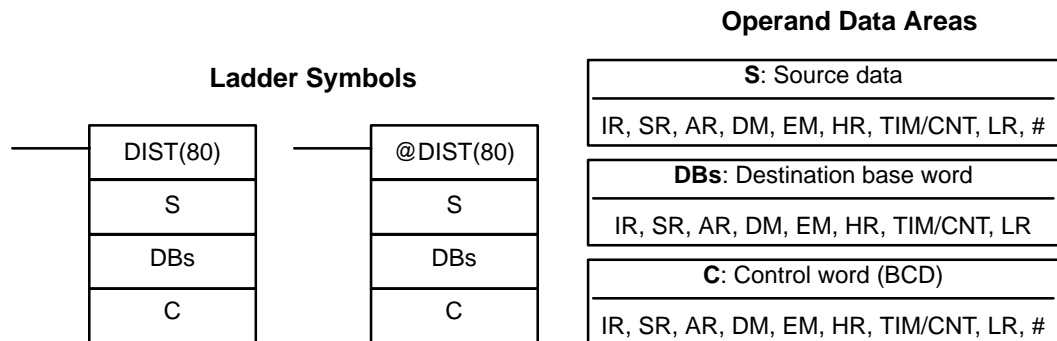 Operand Data Areas
Ladder Symbols
S: Source data
IR, SR, AR, DM, EM, HR, TIM/CNT, LR, #
DIST(80)
@DIST(80)
S
S
DBs: Destination base word
IR, SR, AR, DM, EM, HR, TIM/CNT, LR
DBs
DBs
C: Control word (BCD)
IR, SR, AR, DM, EM, HR, TIM/CNT, LR, #
C
C